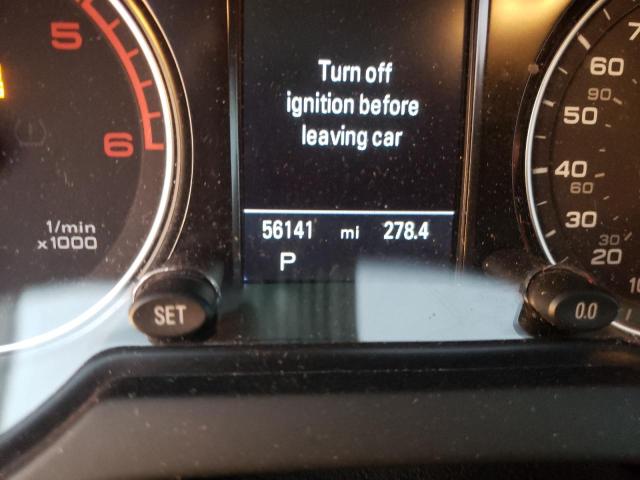 5
6
1/min
x1000
Turn off
ignition before
leaving car
56141 mi 278.4
P
SET
60
90
50
40
60
30
30
20
0.0